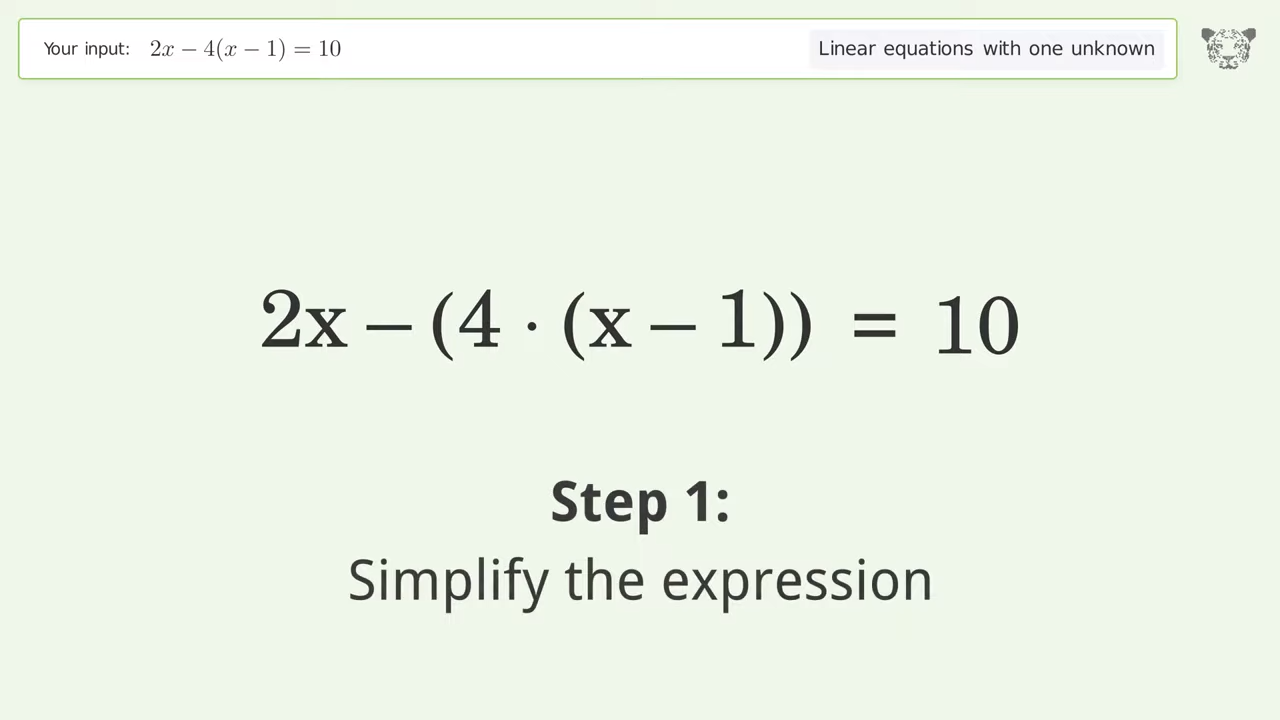 Your input: 2x − 4(x − 1) = 10
Linear equations with one unknown
2x – (4 · (x – 1)) = 10
Step 1:
Simplify the expression